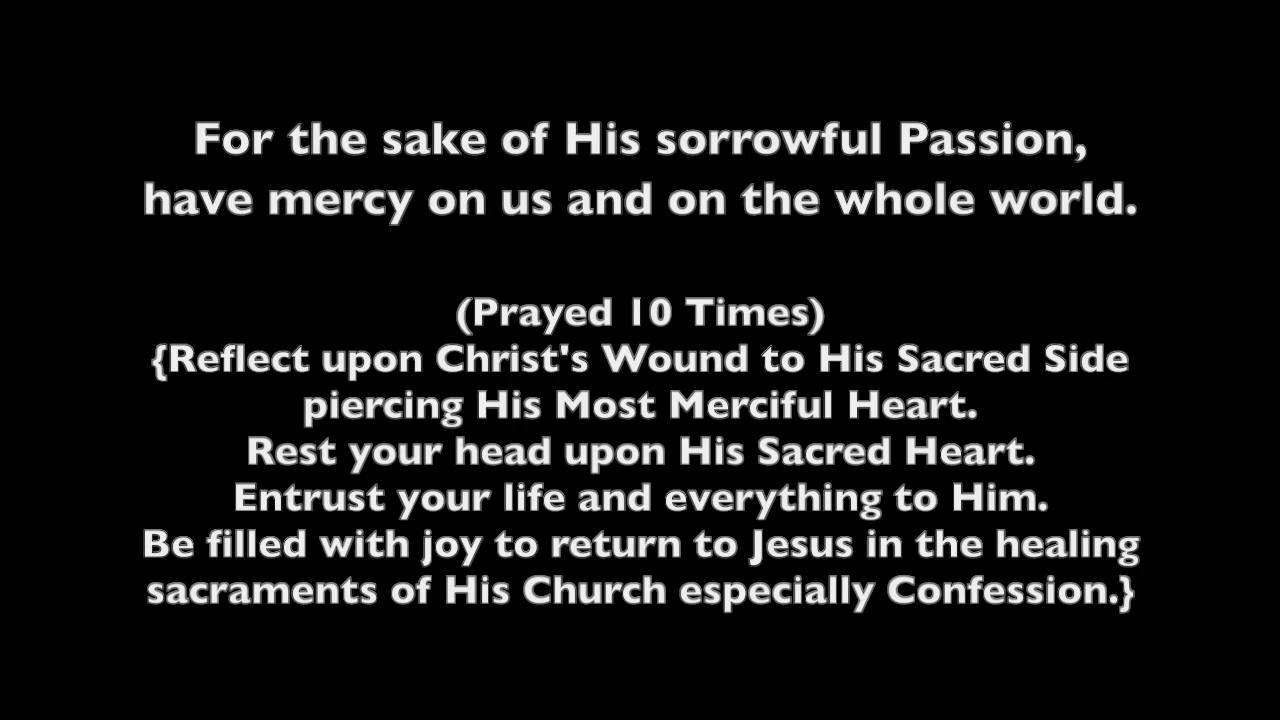 For the sake of His sorrowful Passion,
have mercy on us and on the whole world.
(Prayed 10 Times)
{Reflect upon Christ's Wound to His Sacred Side
piercing His Most Merciful Heart.
Rest your head upon His Sacred Heart.
Entrust your life and everything to Him.
Be filled with joy to return to Jesus in the healing
sacraments of His Church especially Confession.}